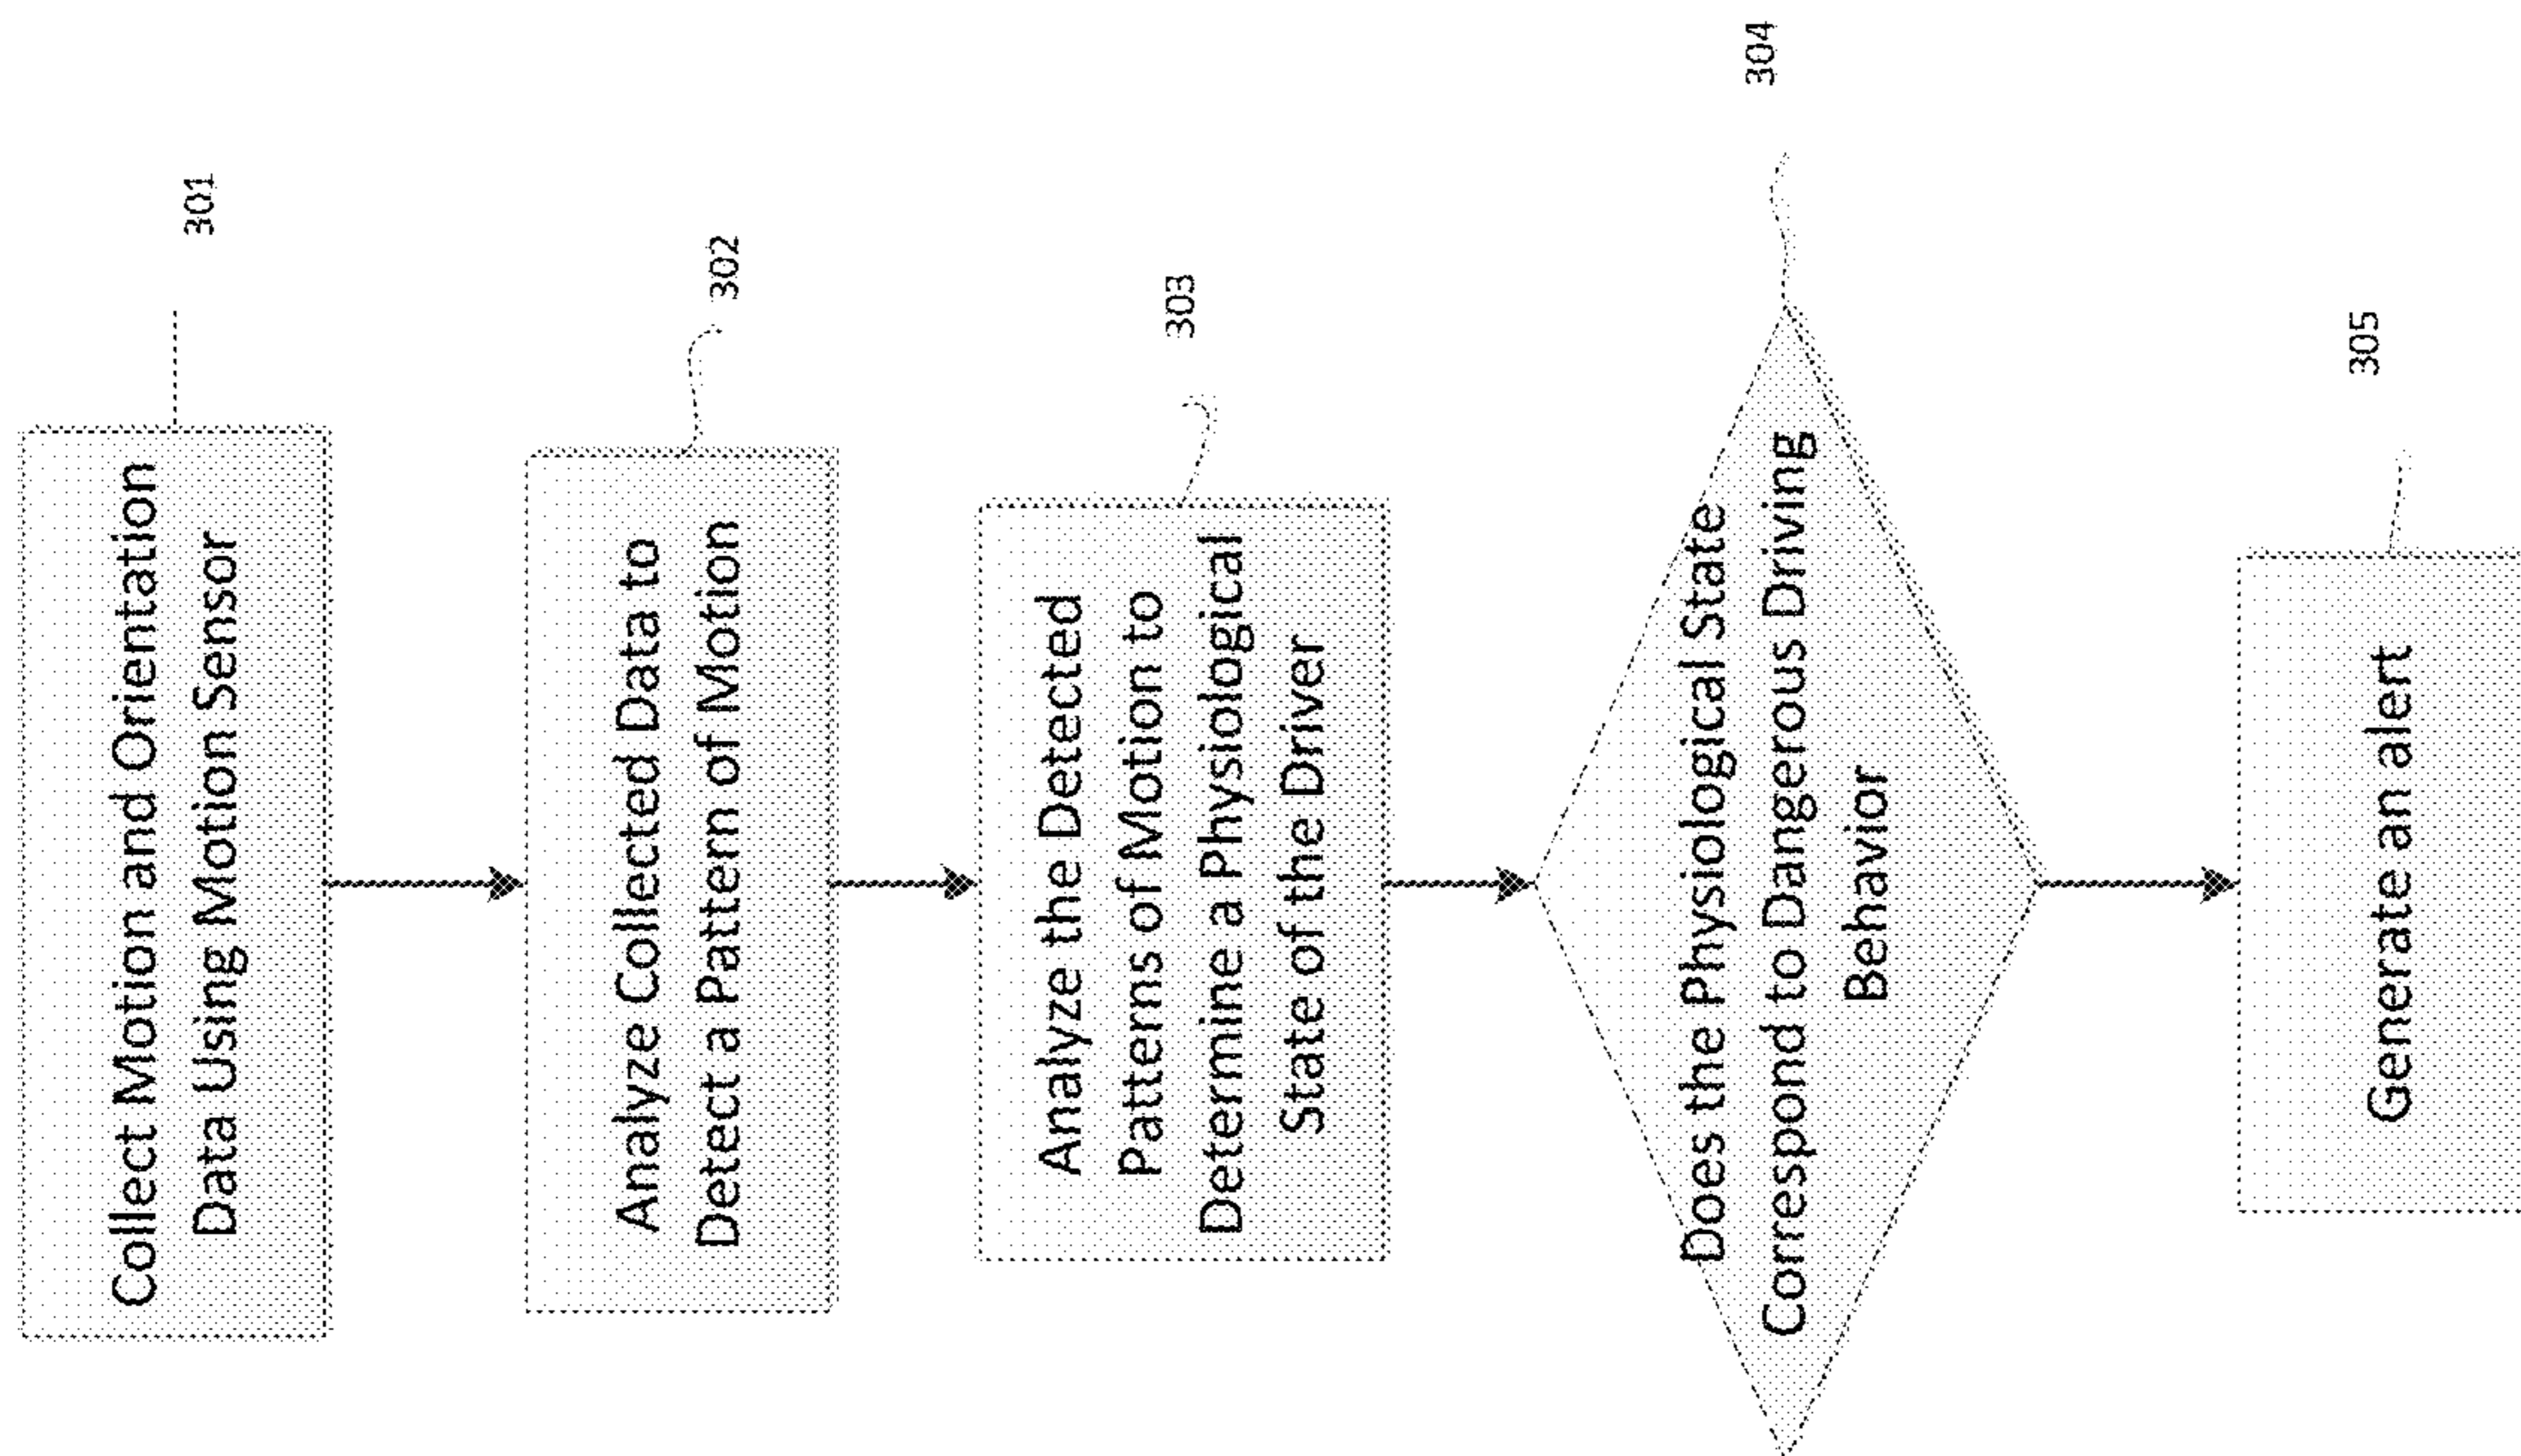 Collect Motion and Orientation
Data Using Motion Sensor
301
Analyze Collected Data to
Detect a Pattern of Motion
302
Analyze the Detected
Patterns of Motion to
Determine a Physiological
State of the Driver
303
Does the Physiological State
Correspond to Dangerous Driving
Behavior
304
Generate an alert
305